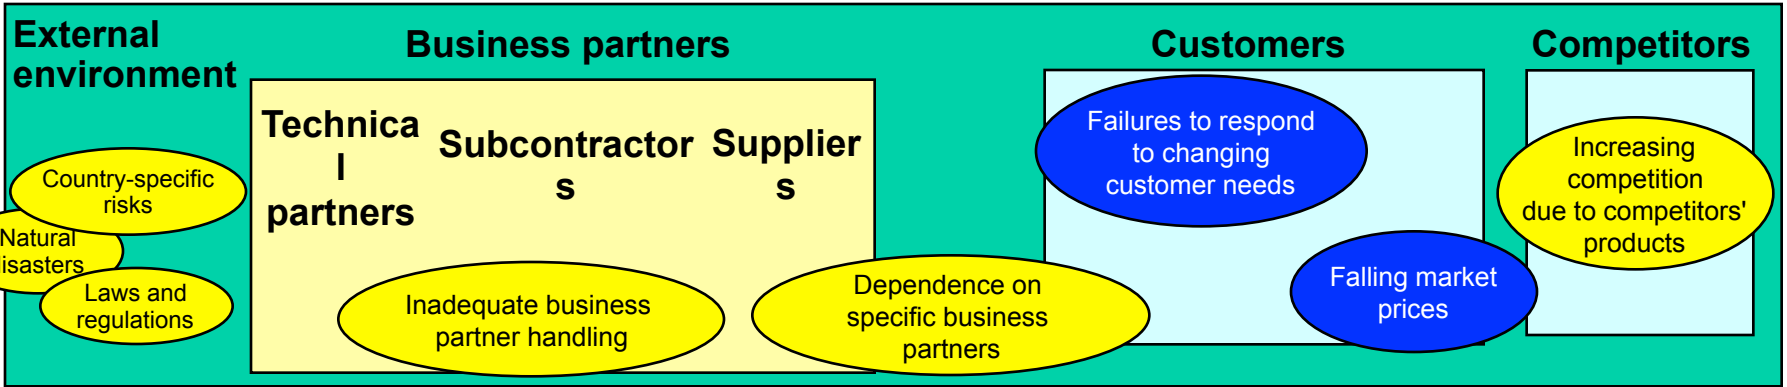 External
environment
Business partners
Customers
Competitors
Technica
l
partners
Subcontractor
s
Supplier
s
Country-specific
risks
Natural
disasters
Laws and
regulations
Inadequate business
partner handling
Dependence on
specific business
partners
Failures to respond
to changing
customer needs
Falling market
prices
Increasing
competition
due to competitors'
products